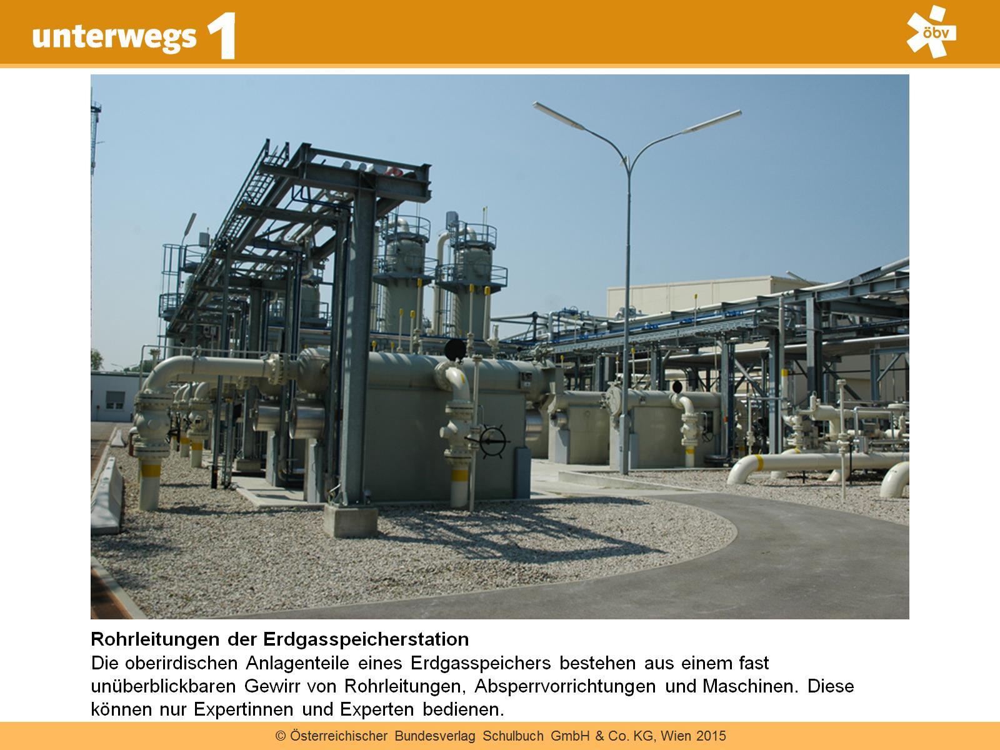 unterwegs 1
öbv
Rohrleitungen der Erdgasspeicherstation
Die oberirdischen Anlagenteile eines Erdgasspeichers bestehen aus einem fast
unüberblickbaren Gewirr von Rohrleitungen, Absperrvorrichtungen und Maschinen. Diese
können nur Expertinnen und Experten bedienen.
© Österreichischer Bundesverlag Schulbuch GmbH & Co. KG, Wien 2015